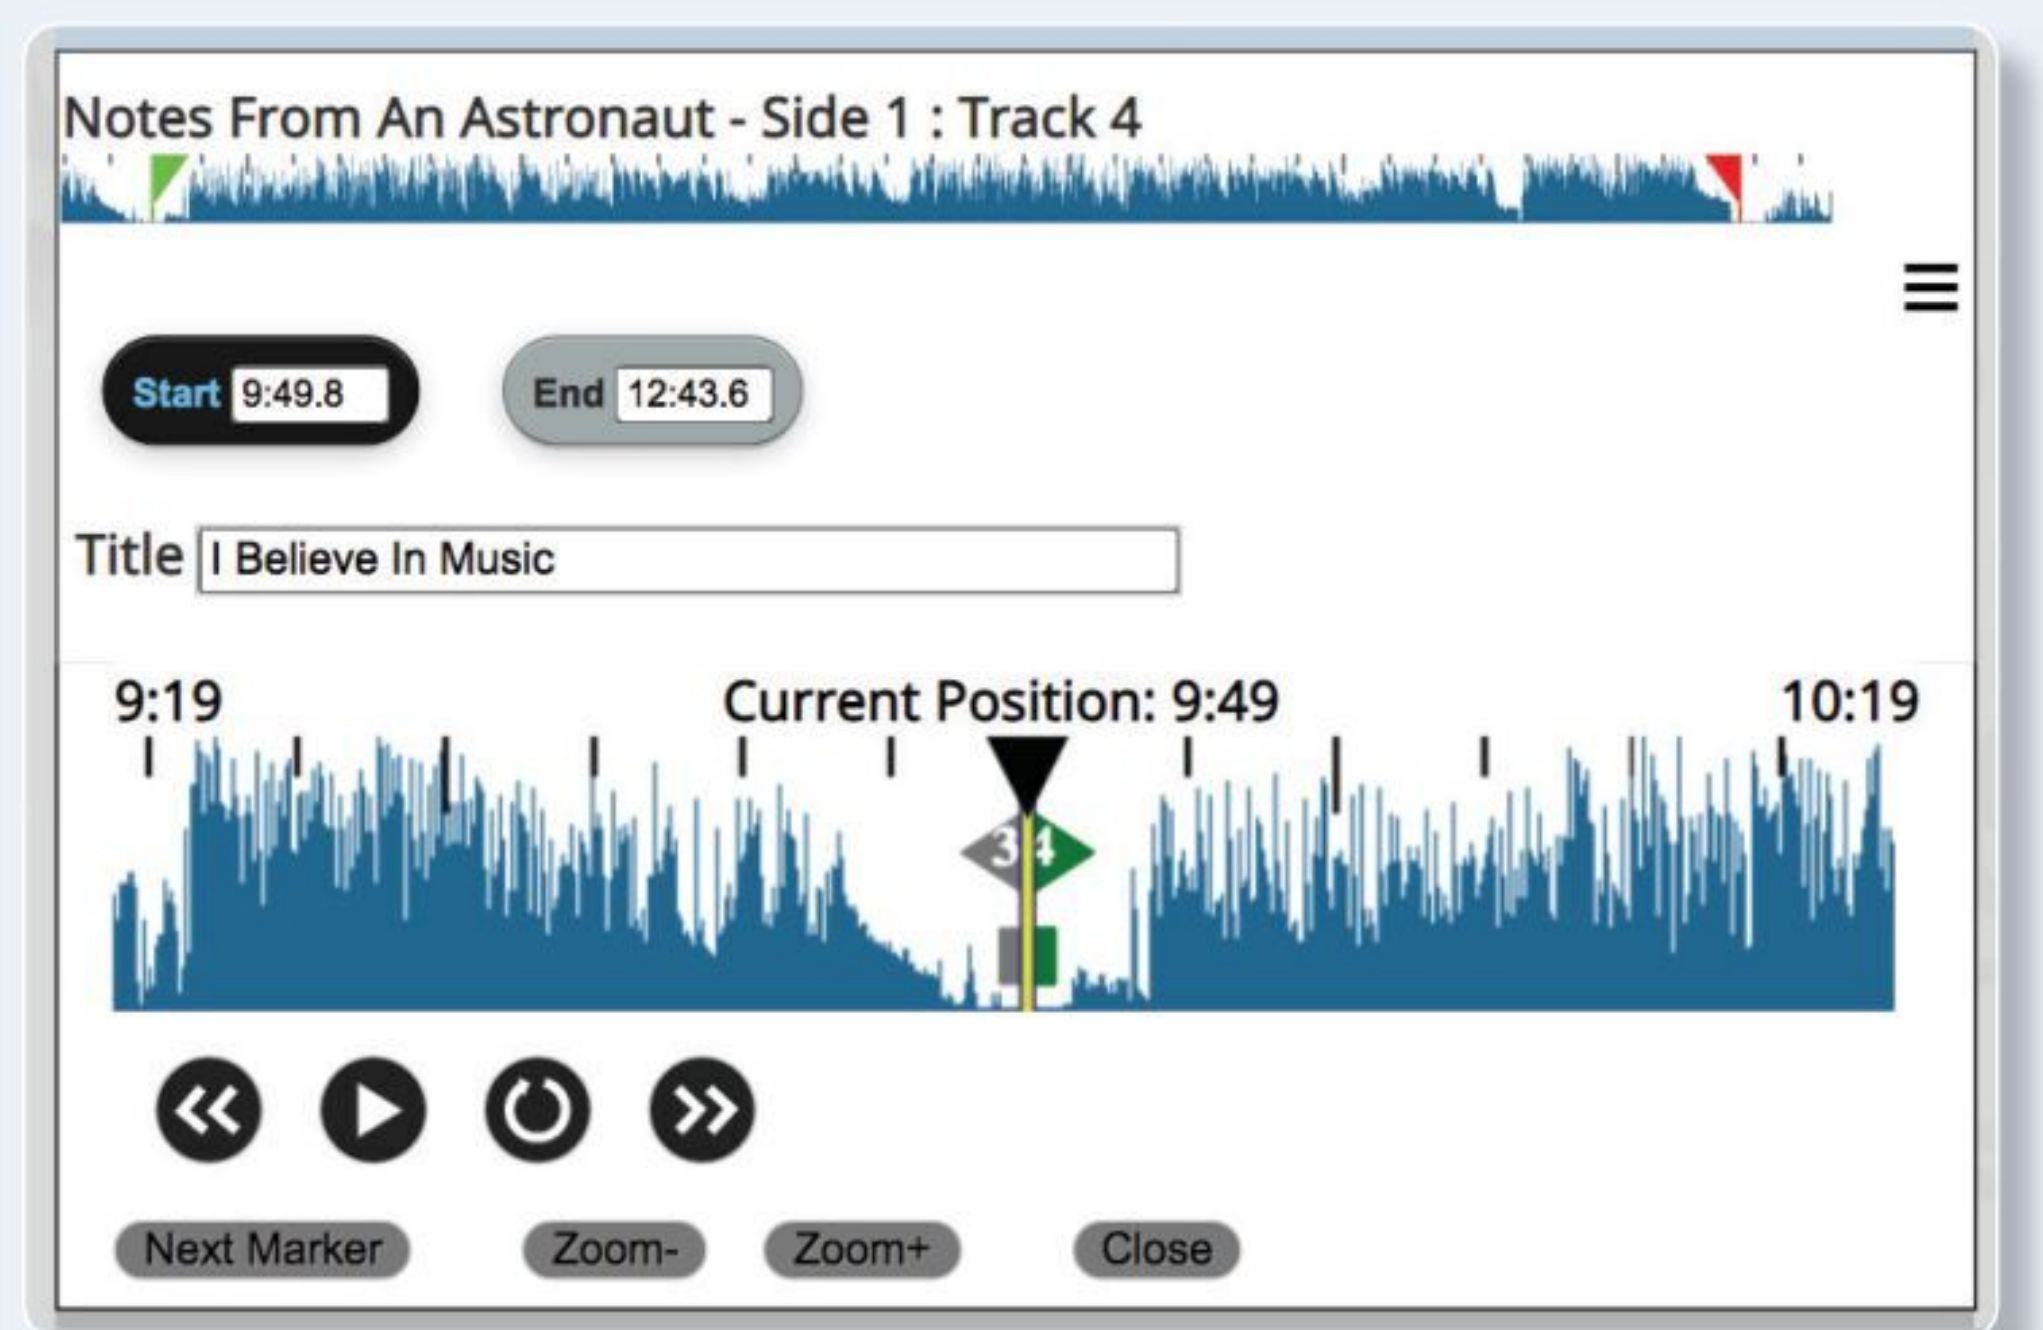 Notes From An Astronaut - Side 1 : Track 4
Start 9:49.8 End 12:43.6
Title I Believe In Music
9:19 Current Position: 9:49 10:19
3 4
Next Marker Zoom- Zoom+ Close